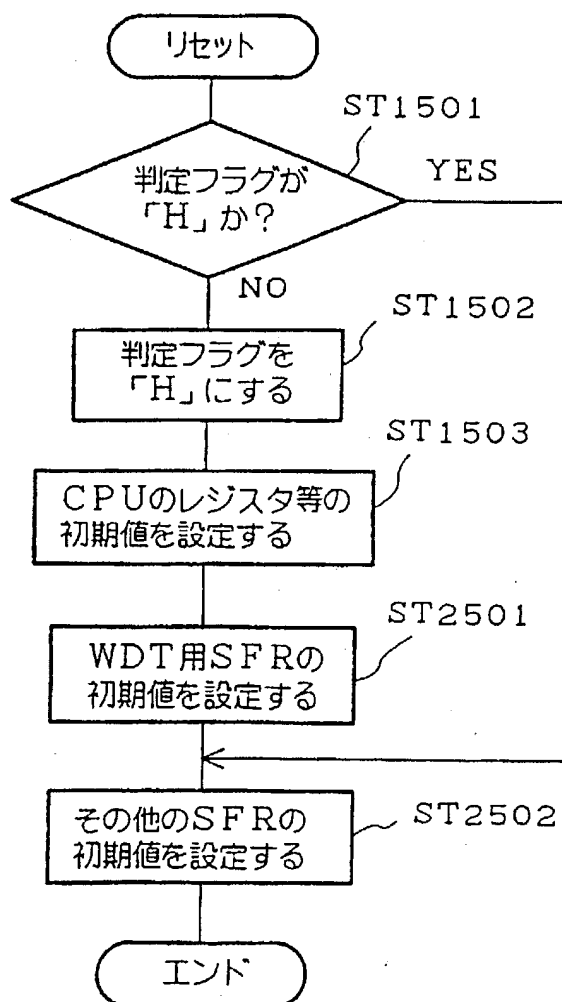 リセット
ST1501
判定フラグが
「H」か?
YES
NO
ST1502
判定フラグを
「H」にする
ST1503
CPUのレジスタ等の
初期値を設定する
ST2501
WDT用SFRの
初期値を設定する
その他のSFRの
初期値を設定する
ST2502
エンド